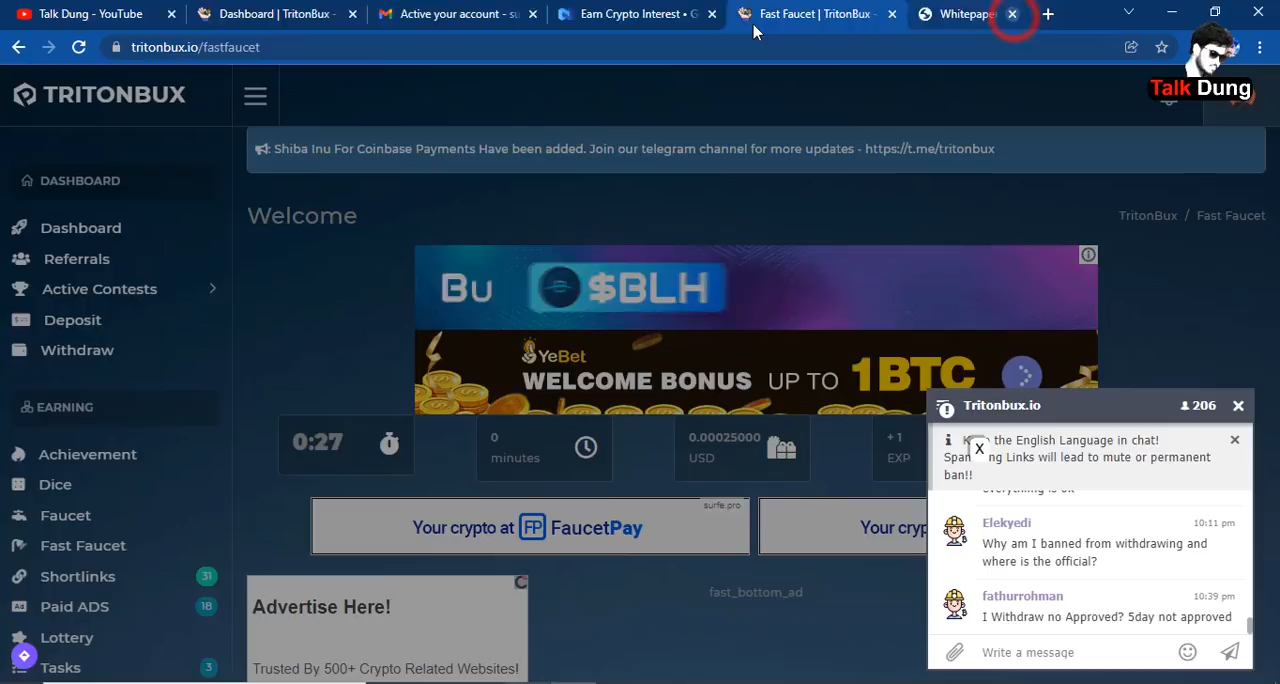 Talk Dung - YouTube
Dashboard | TritonBux -
Active your account - su
Earn Crypto Interest • G
Fast Faucet | TritonBux -
Whitepape
tritonbux.io/fastfaucet
Talk Dung
TRITONBUX
Shiba Inu For Coinbase Payments Have been added. Join our telegram channel for more updates - https://t.me/tritonbux
DASHBOARD
Welcome
TritonBux / Fast Faucet
Dashboard
Referrals
Active Contests
Deposit
Withdraw
Bu $BLH
YeBet
WELCOME BONUS UP TO 1BTC
EARNING
0:27
0
minutes
0.00025000
USD
+ 1
EXP
Achievement
Dice
Faucet
Fast Faucet
Shortlinks 31
Paid ADS 18
Lottery
Tasks 3
surfe.pro
Your crypto at FP FaucetPay
Your cryp
fast_bottom_ad
Advertise Here!
Trusted By 500+ Crypto Related Websites!
Tritonbux.io 206
the English Language in chat!
Links will lead to mute or permanent
ban!!
X
everything is ok
Elekyedi 10:11 pm
Why am I banned from withdrawing and
where is the official?
fathurrohman 10:39 pm
I Withdraw no Approved? 5day not approved
Write a message